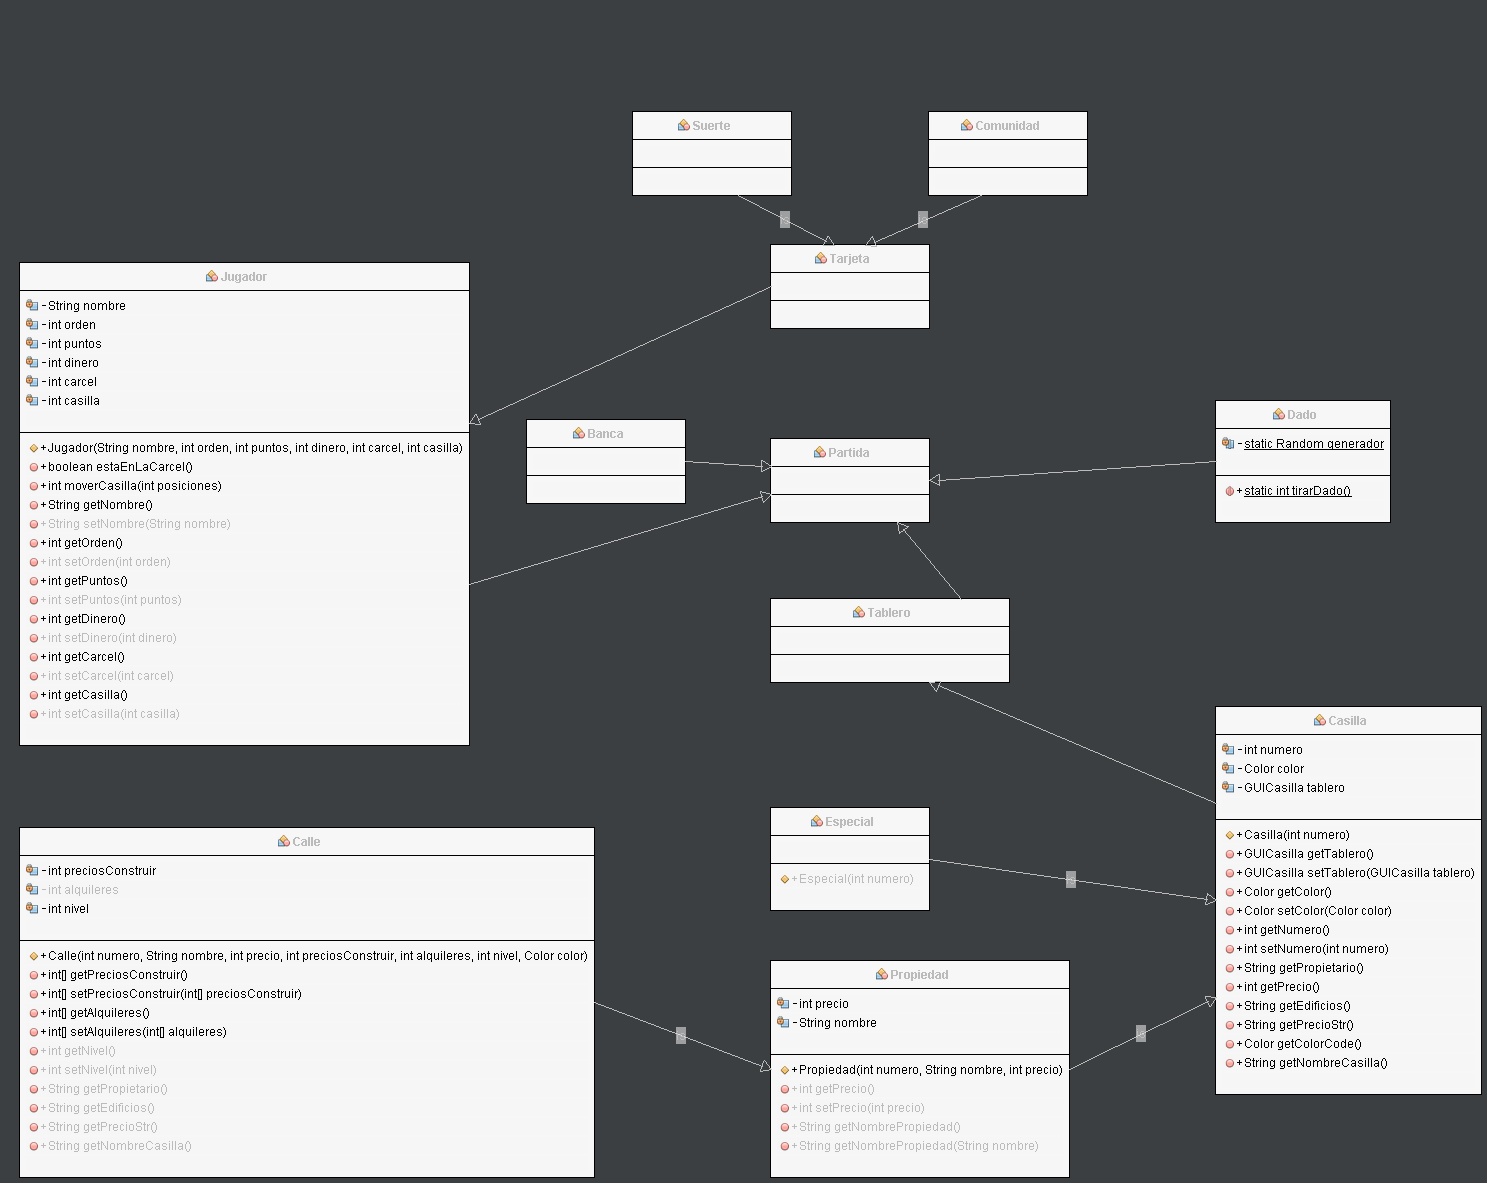 Suerte
Comunidad
Tarjeta
Jugador
-String nombre
-int orden
-int puntos
-int dinero
-int carcel
-int casilla
+Jugador(String nombre, int orden, int puntos, int dinero, int carcel, int casilla)
+boolean estaEnLaCarcel()
+int moverCasilla(int posiciones)
+String getNombre()
+String setNombre(String nombre)
+int getOrden()
+int setOrden(int orden)
+int getPuntos()
+int setPuntos(int puntos)
+int getDinero()
+int setDinero(int dinero)
+int getCarcel()
+int setCarcel(int carcel)
+int getCasilla()
+int setCasilla(int casilla)
Banca
Partida
Dado
-static Random generador
+static int tirarDado()
Tablero
Casilla
-int numero
-Color color
-GUICasilla tablero
+Casilla(int numero)
+GUICasilla getTablero()
+GUICasilla setTablero(GUICasilla tablero)
+Color getColor()
+Color setColor(Color color)
+int getNumero()
+int setNumero(int numero)
+String getPropietario()
+int getPrecio()
+String getEdificios()
+String getPrecioStr()
+Color getColorCode()
+String getNombreCasilla()
Especial
+Especial(int numero)
Calle
-int preciosConstruir
-int alquileres
-int nivel
+Calle(int numero, String nombre, int precio, int preciosConstruir, int alquileres, int nivel, Color color)
+int[] getPreciosConstruir()
+int[] setPreciosConstruir(int[] preciosConstruir)
+int[] getAlquileres()
+int[] setAlquileres(int[] alquileres)
+int getNivel()
+int setNivel(int nivel)
+String getPropietario()
+String getEdificios()
+String getPrecioStr()
+String getNombreCasilla()
Propiedad
-int precio
-String nombre
+Propiedad(int numero, String nombre, int precio)
+int getPrecio()
+int setPrecio(int precio)
+String getNombrePropiedad()
+String getNombrePropiedad(String nombre)